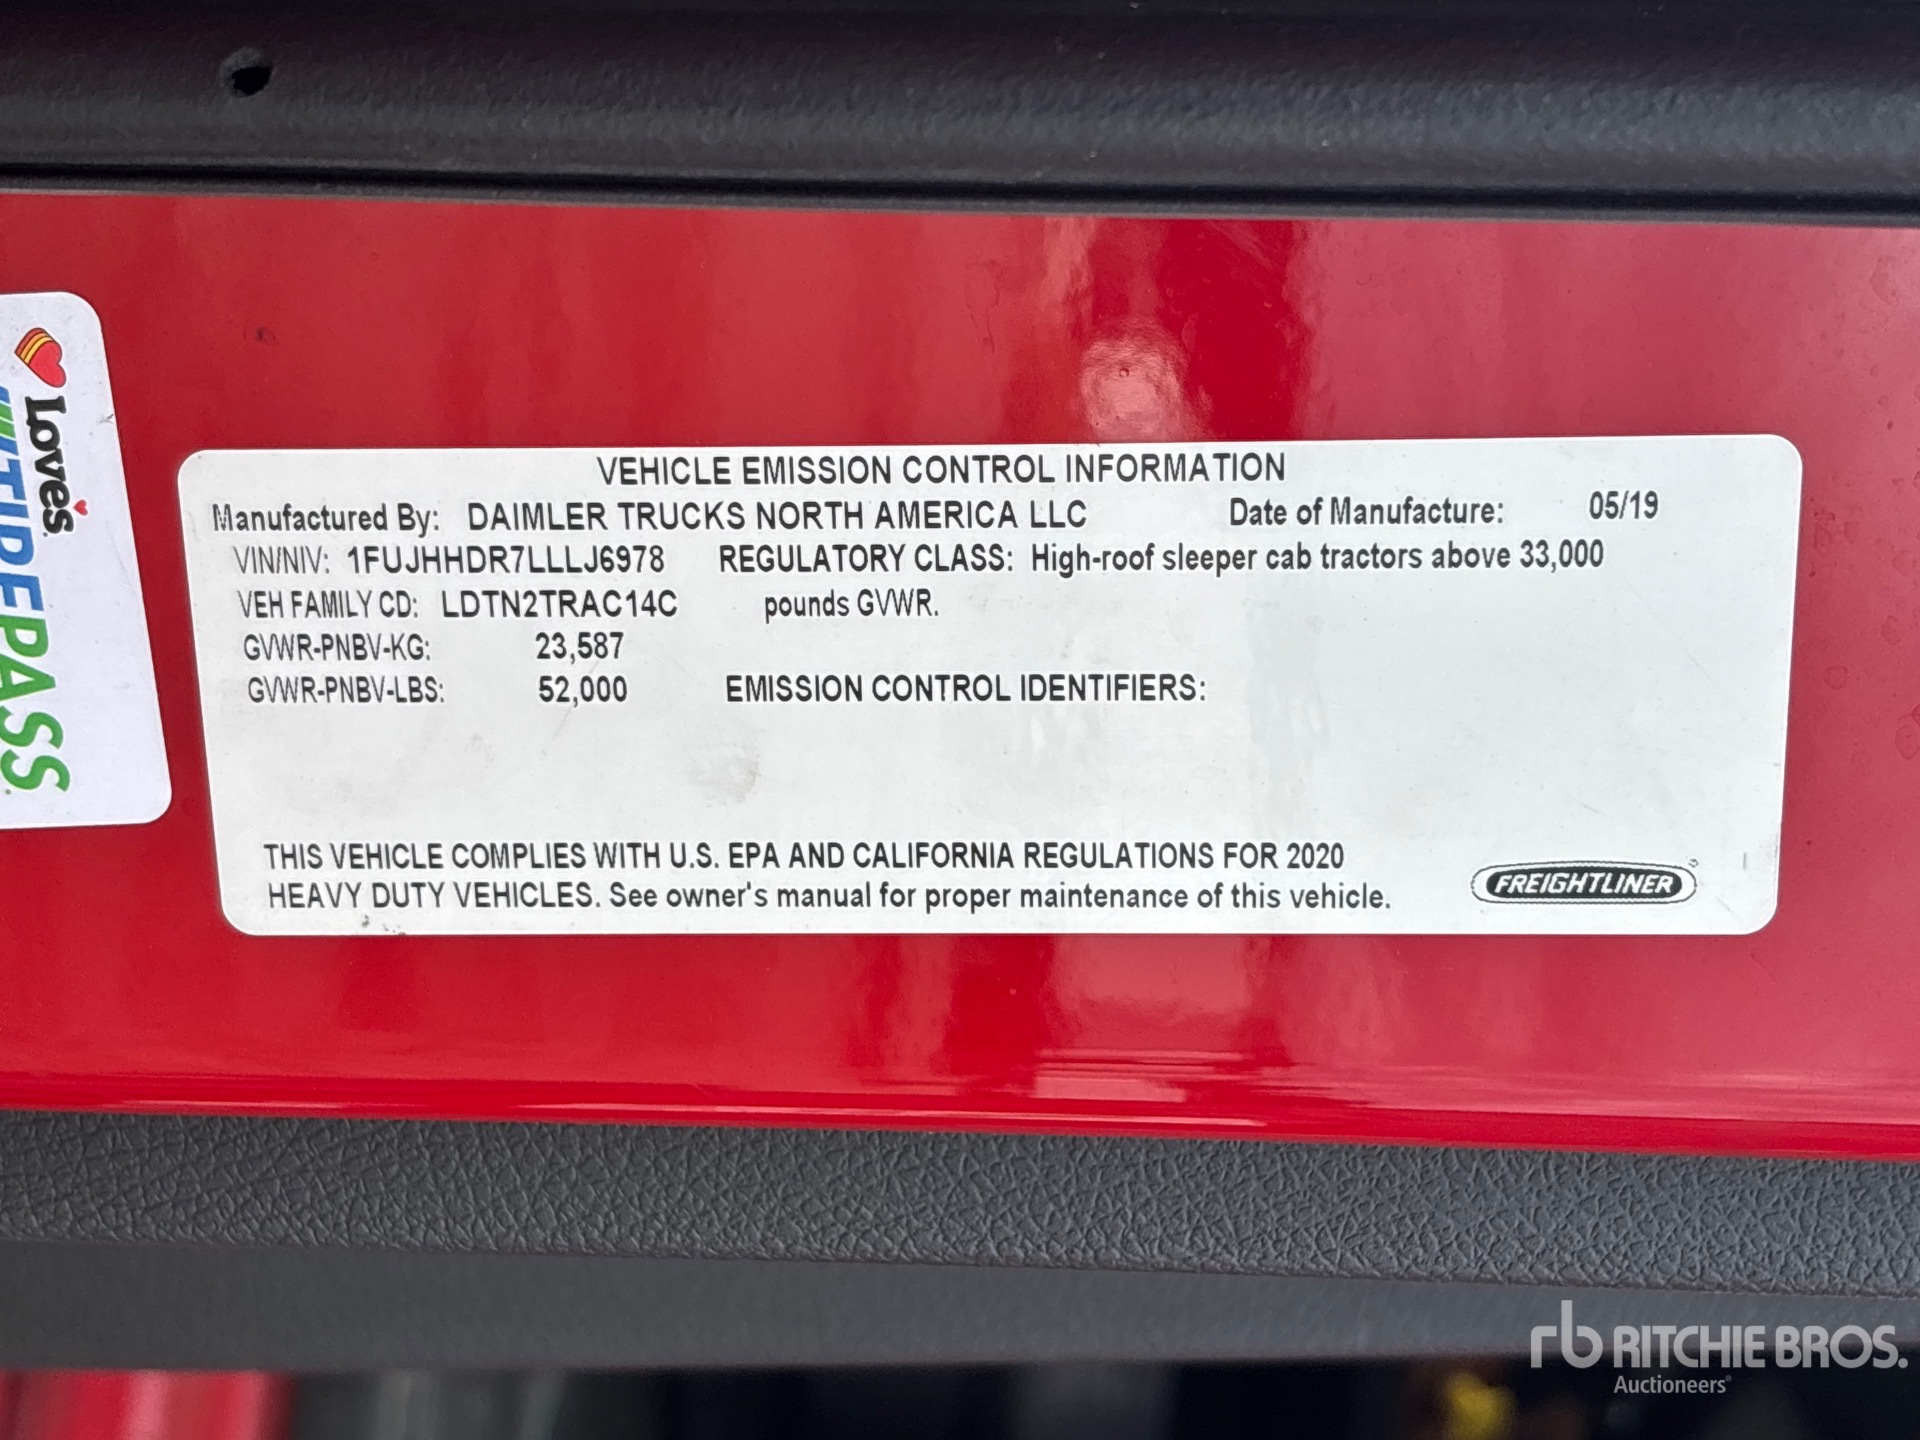 VEHICLE EMISSION CONTROL INFORMATION
Manufactured By: DAIMLER TRUCKS NORTH AMERICA LLC Date of Manufacture: 05/19
VIN/NIV: 1FUJHHDR7LLLJ6978 REGULATORY CLASS: High-roof sleeper cab tractors above 33,000
VEH FAMILY CD: LDTN2TRAC14C pounds GVWR.
GVWR-PNBV-KG: 23,587
GVWR-PNBV-LBS: 52,000 EMISSION CONTROL IDENTIFIERS:
THIS VEHICLE COMPLIES WITH U.S. EPA AND CALIFORNIA REGULATIONS FOR 2020
HEAVY DUTY VEHICLES. See owner's manual for proper maintenance of this vehicle.
FREIGHTLINER
Love's
PASS
rb RITCHIE BROS.
Auctioneers